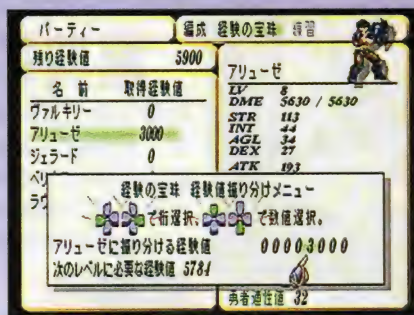 パーティー
編成 経験の宝珠 練習
残り経験値 5900
名 前 取得経験値
ヴァルキリー 0
アリューゼ 3000
ジェラード 0
ベリ
ラウ
アリューゼ
LV 8
DME 5630 / 5630
STR 113
INT 44
AGL 34
DEX 27
ATK 193
経験の宝珠 経験値振り分けメニュー
で桁選択、 で数値選択。
アリューゼに振り分ける経験値 00003000
次のレベルに必要な経験値 5784
勇者適性値 32